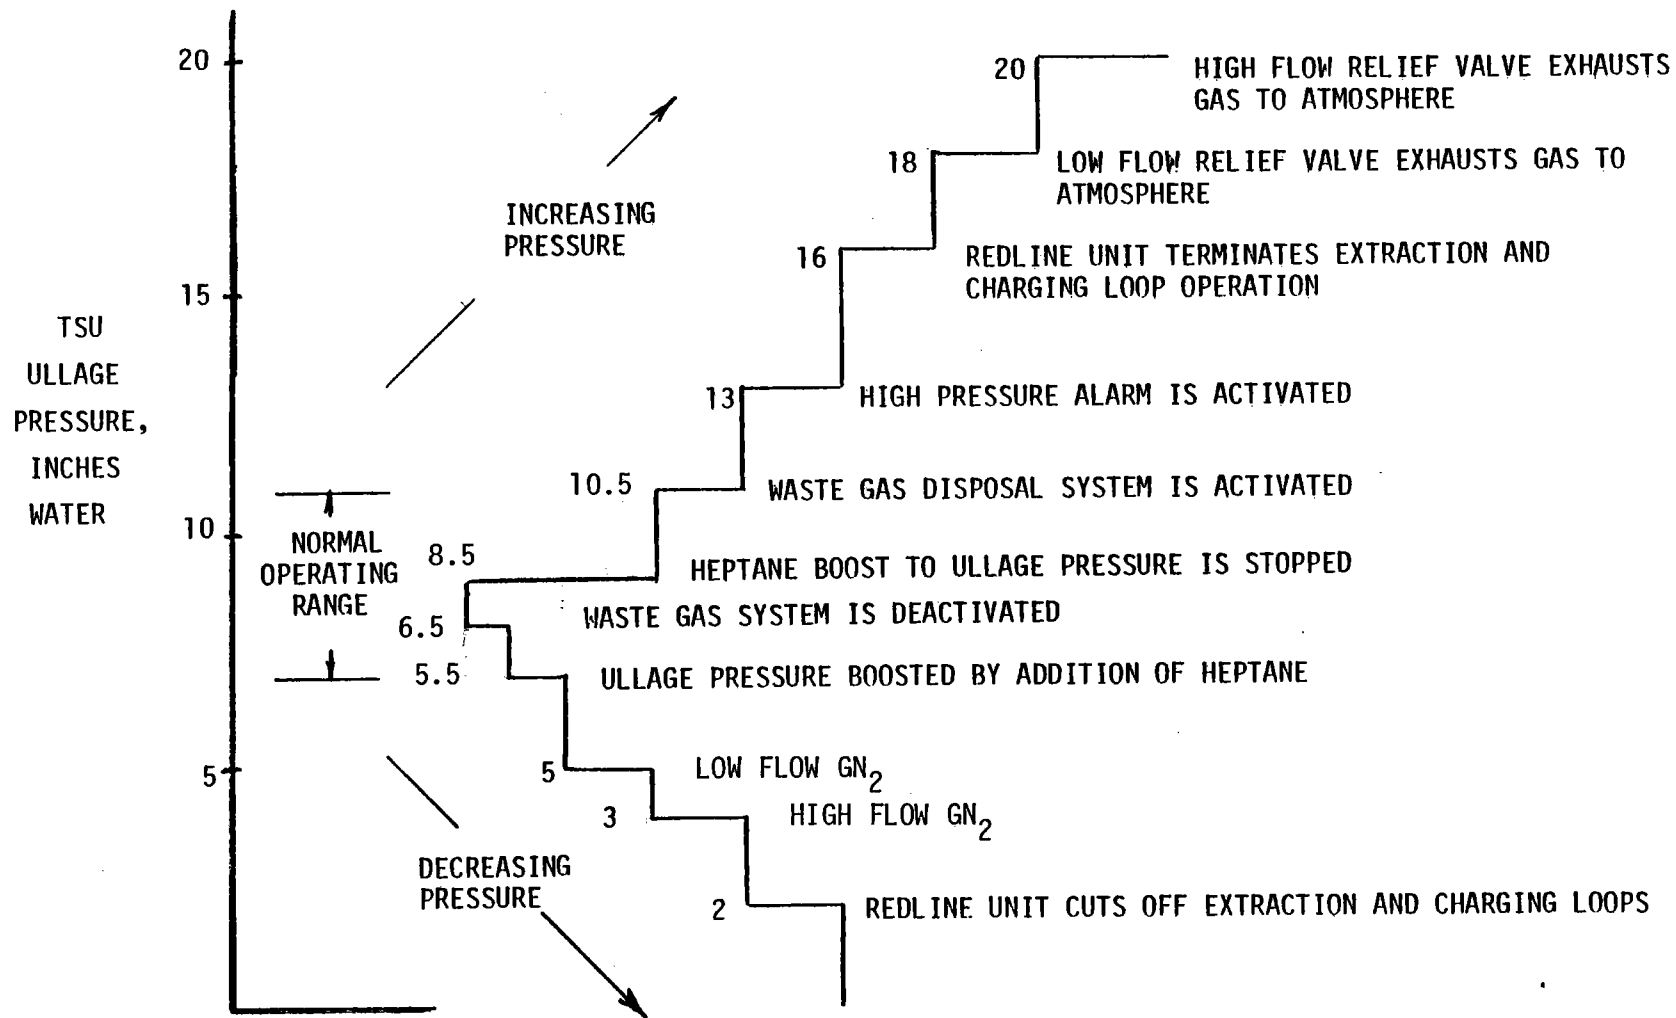 20
20
HIGH FLOW RELIEF VALVE EXHAUSTS
GAS TO ATMOSPHERE
18
LOW FLOW RELIEF VALVE EXHAUSTS GAS TO
ATMOSPHERE
INCREASING
PRESSURE
16
REDLINE UNIT TERMINATES EXTRACTION AND
CHARGING LOOP OPERATION
15
TSU
ULLAGE
PRESSURE,
INCHES
WATER
13
HIGH PRESSURE ALARM IS ACTIVATED
10.5
WASTE GAS DISPOSAL SYSTEM IS ACTIVATED
10
NORMAL
OPERATING
RANGE
8.5
HEPTANE BOOST TO ULLAGE PRESSURE IS STOPPED
6.5
WASTE GAS SYSTEM IS DEACTIVATED
5.5
ULLAGE PRESSURE BOOSTED BY ADDITION OF HEPTANE
5
5
LOW FLOW GN2
3
HIGH FLOW GN2
DECREASING
PRESSURE
2
REDLINE UNIT CUTS OFF EXTRACTION AND CHARGING LOOPS